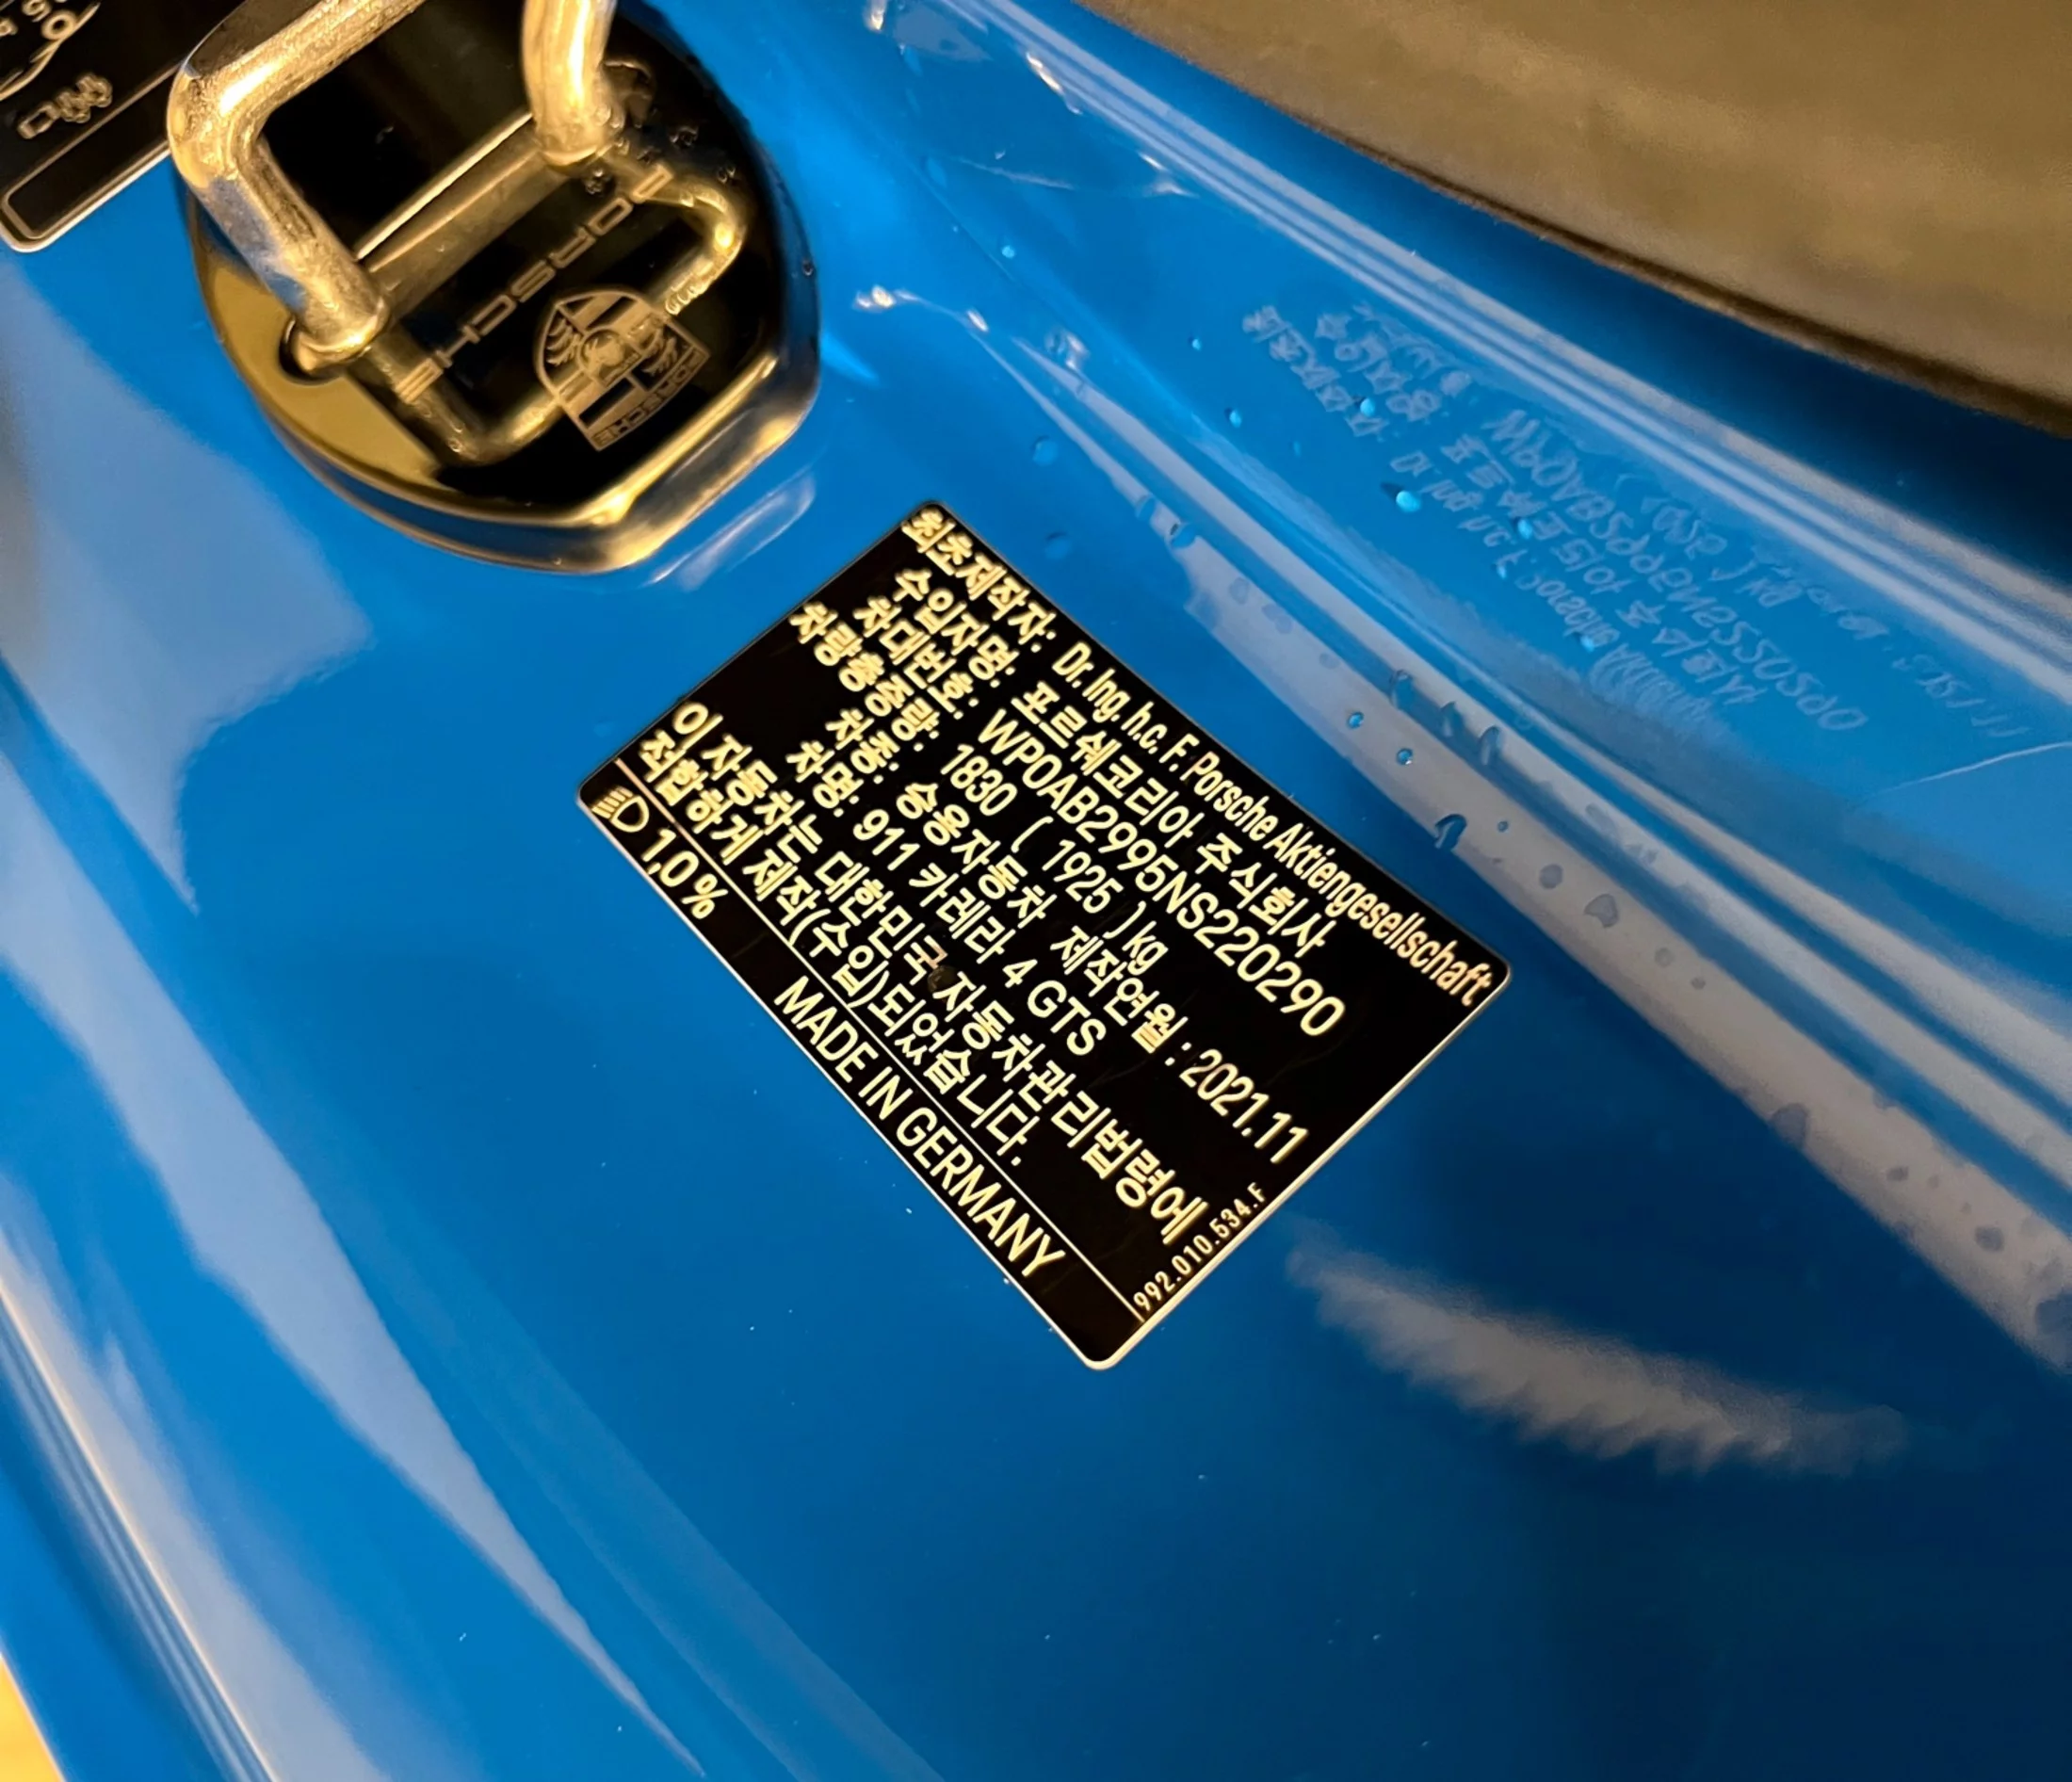 PORSCHE
PORSCHE
최초제작자: Dr. Ing. h.c. F. Porsche Aktiengesellschaft
수입자명: 포르쉐코리아 주식회사
차대번호: WP0AB2995NS220290
차량총중량: 1830 ( 1925 ) kg
차종: 승용자동차 제작연월 : 2021.11
차명: 911 카레라 4 GTS
이 자동차는 대한민국 자동차관리법령에
적합하게 제작(수입)되었습니다.
992.010.534.F
1,0 % MADE IN GERMANY